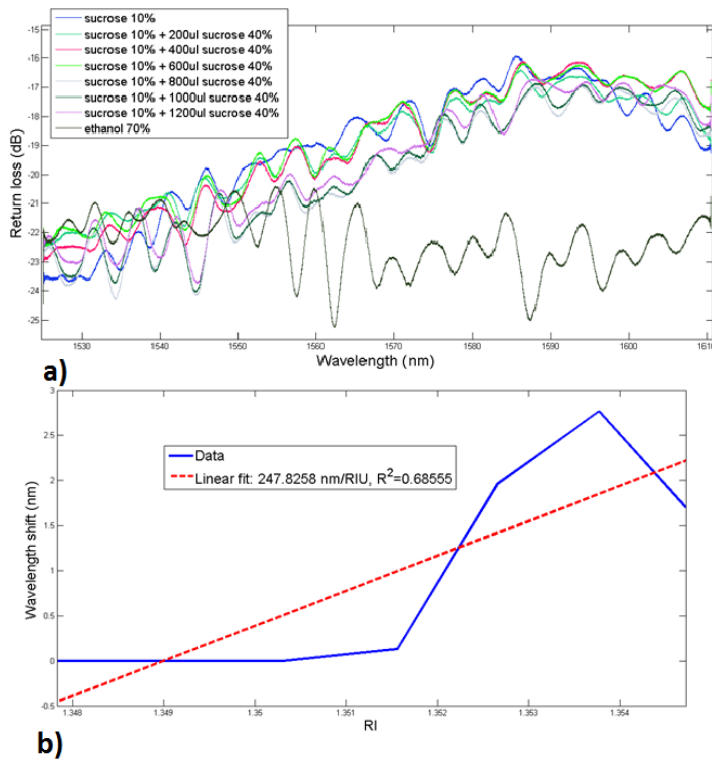 sucrose 10%
sucrose 10% + 200ul sucrose 40%
sucrose 10% + 400ul sucrose 40%
sucrose 10% + 600ul sucrose 40%
sucrose 10% + 800ul sucrose 40%
sucrose 10% + 1000ul sucrose 40%
sucrose 10% + 1200ul sucrose 40%
ethanol 70%
Return loss (dB)
-15
-16
-17
-18
-19
-20
-21
-22
-23
-24
-25
1530
1540
1550
1560
1570
1580
1590
1600
1610
Wavelength (nm)
a)
Data
Linear fit: 247.8258 nm/RIU, R²=0.68555
Wavelength shift (nm)
3
2.5
2
1.5
1
0.5
0
-0.5
1.348
1.349
1.35
1.351
1.352
1.353
1.354
RI
b)